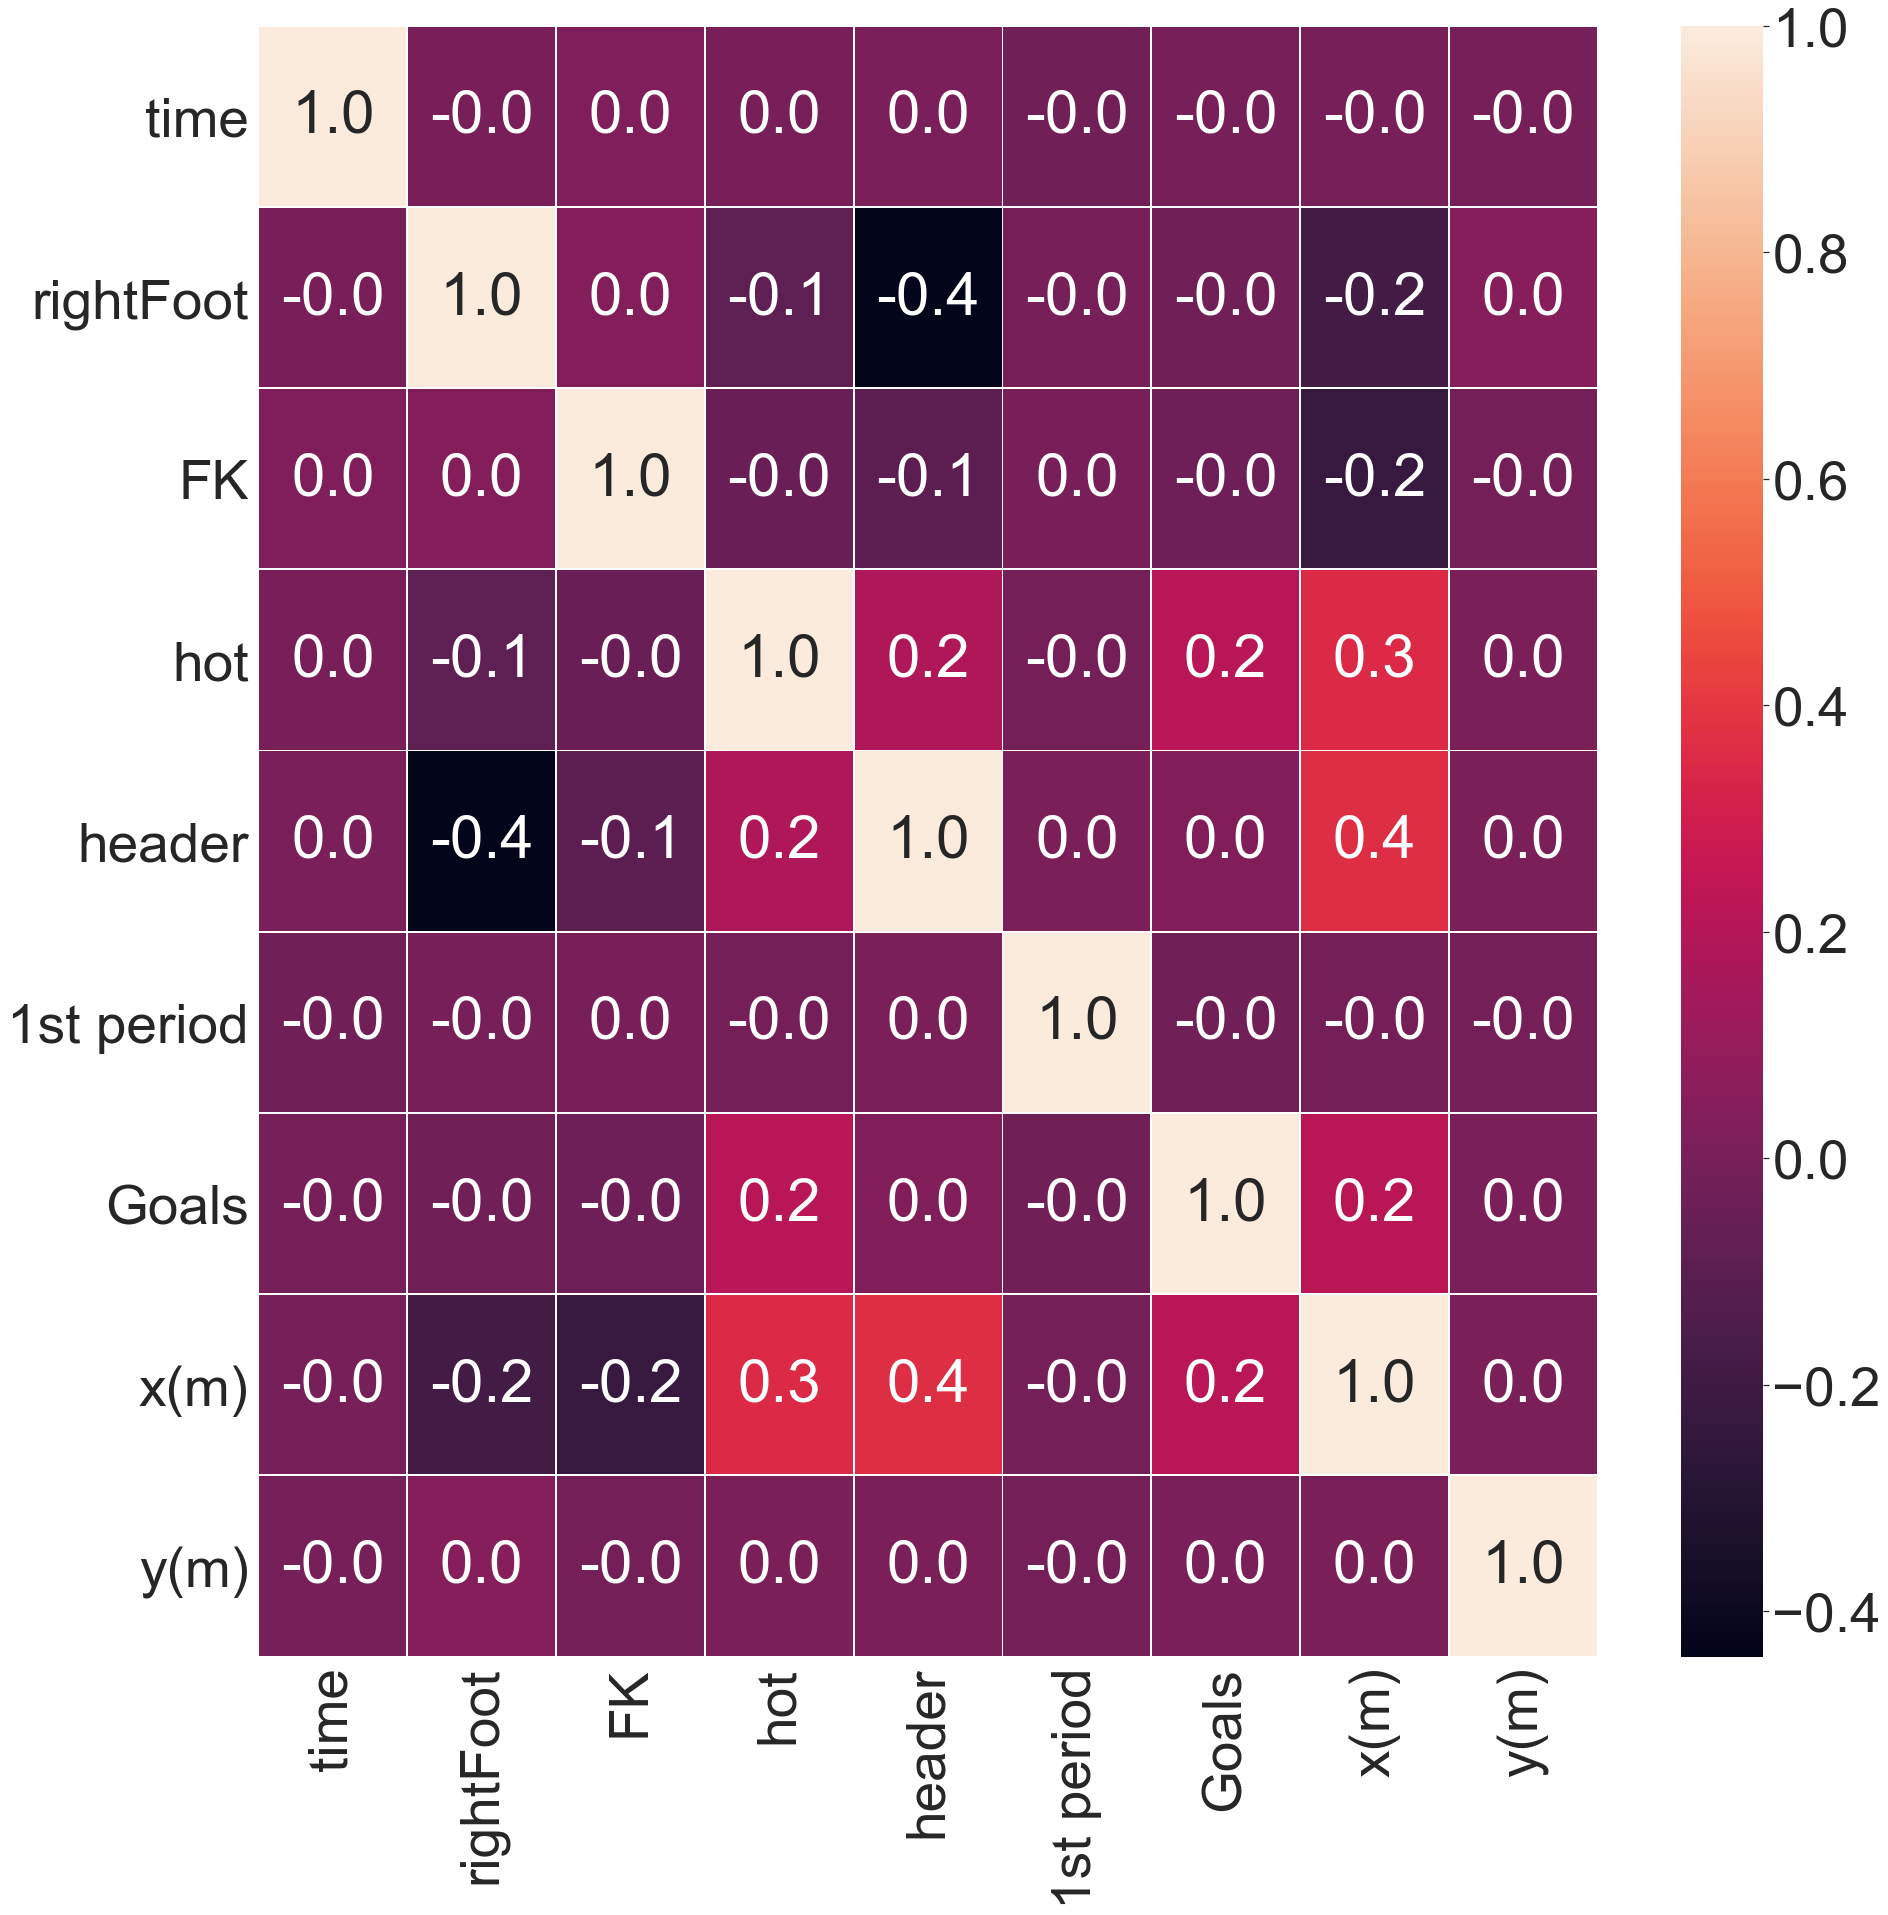 1.0
time 1.0 -0.0 0.0 0.0 0.0 -0.0 -0.0 -0.0 -0.0
0.8
rightFoot -0.0 1.0 0.0 -0.1 -0.4 -0.0 -0.0 -0.2 0.0
FK 0.0 0.0 1.0 -0.0 -0.1 0.0 -0.0 -0.2 -0.0
0.6
hot 0.0 -0.1 -0.0 1.0 0.2 -0.0 0.2 0.3 0.0
0.4
header 0.0 -0.4 -0.1 0.2 1.0 0.0 0.0 0.4 0.0
0.2
1st period -0.0 -0.0 0.0 -0.0 0.0 1.0 -0.0 -0.0 -0.0
0.0
Goals -0.0 -0.0 -0.0 0.2 0.0 -0.0 1.0 0.2 0.0
x(m) -0.0 -0.2 -0.2 0.3 0.4 -0.0 0.2 1.0 0.0
−0.2
y(m) -0.0 0.0 -0.0 0.0 0.0 -0.0 0.0 0.0 1.0
−0.4
time rightFoot FK hot header 1st period Goals x(m) y(m)